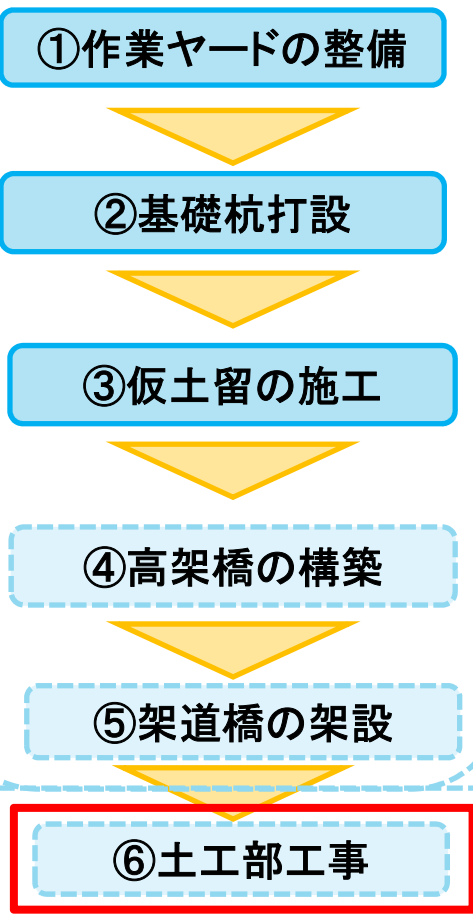 ①作業ヤードの整備
②基礎杭打設
③仮土留の施工
④高架橋の構築
⑤架道橋の架設
⑥土工部工事